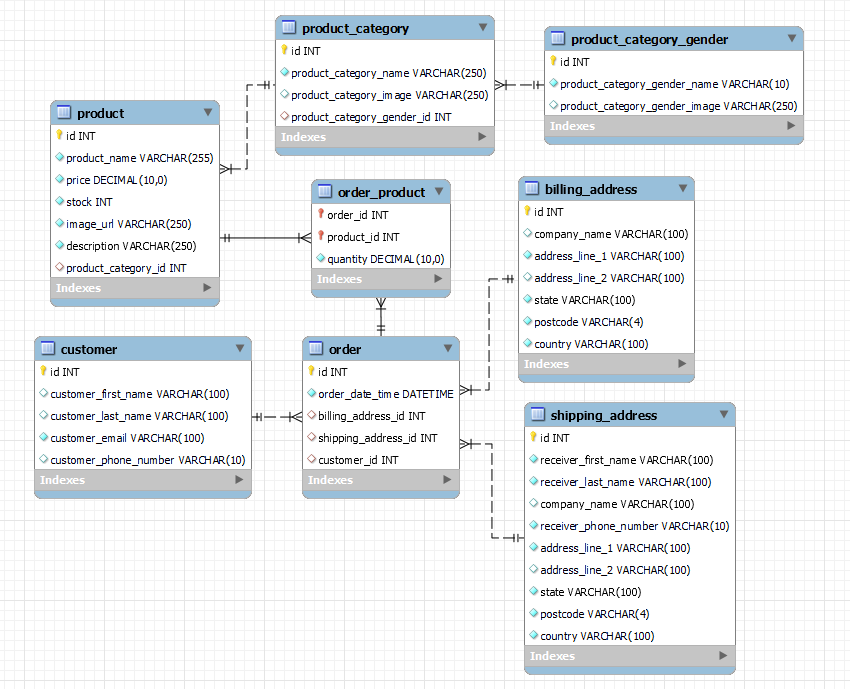 product_category
id INT
product_category_name VARCHAR(250)
product_category_image VARCHAR(250)
product_category_gender_id INT
Indexes
product_category_gender
id INT
product_category_gender_name VARCHAR(10)
product_category_gender_image VARCHAR(250)
Indexes
product
id INT
product_name VARCHAR(255)
price DECIMAL(10,0)
stock INT
image_url VARCHAR(250)
description VARCHAR(250)
product_category_id INT
Indexes
order_product
order_id INT
product_id INT
quantity DECIMAL(10,0)
Indexes
billing_address
id INT
company_name VARCHAR(100)
address_line_1 VARCHAR(100)
address_line_2 VARCHAR(100)
state VARCHAR(100)
postcode VARCHAR(4)
country VARCHAR(100)
Indexes
customer
id INT
customer_first_name VARCHAR(100)
customer_last_name VARCHAR(100)
customer_email VARCHAR(100)
customer_phone_number VARCHAR(10)
Indexes
order
id INT
order_date_time DATETIME
billing_address_id INT
shipping_address_id INT
customer_id INT
Indexes
shipping_address
id INT
receiver_first_name VARCHAR(100)
receiver_last_name VARCHAR(100)
company_name VARCHAR(100)
receiver_phone_number VARCHAR(10)
address_line_1 VARCHAR(100)
address_line_2 VARCHAR(100)
state VARCHAR(100)
postcode VARCHAR(4)
country VARCHAR(100)
Indexes